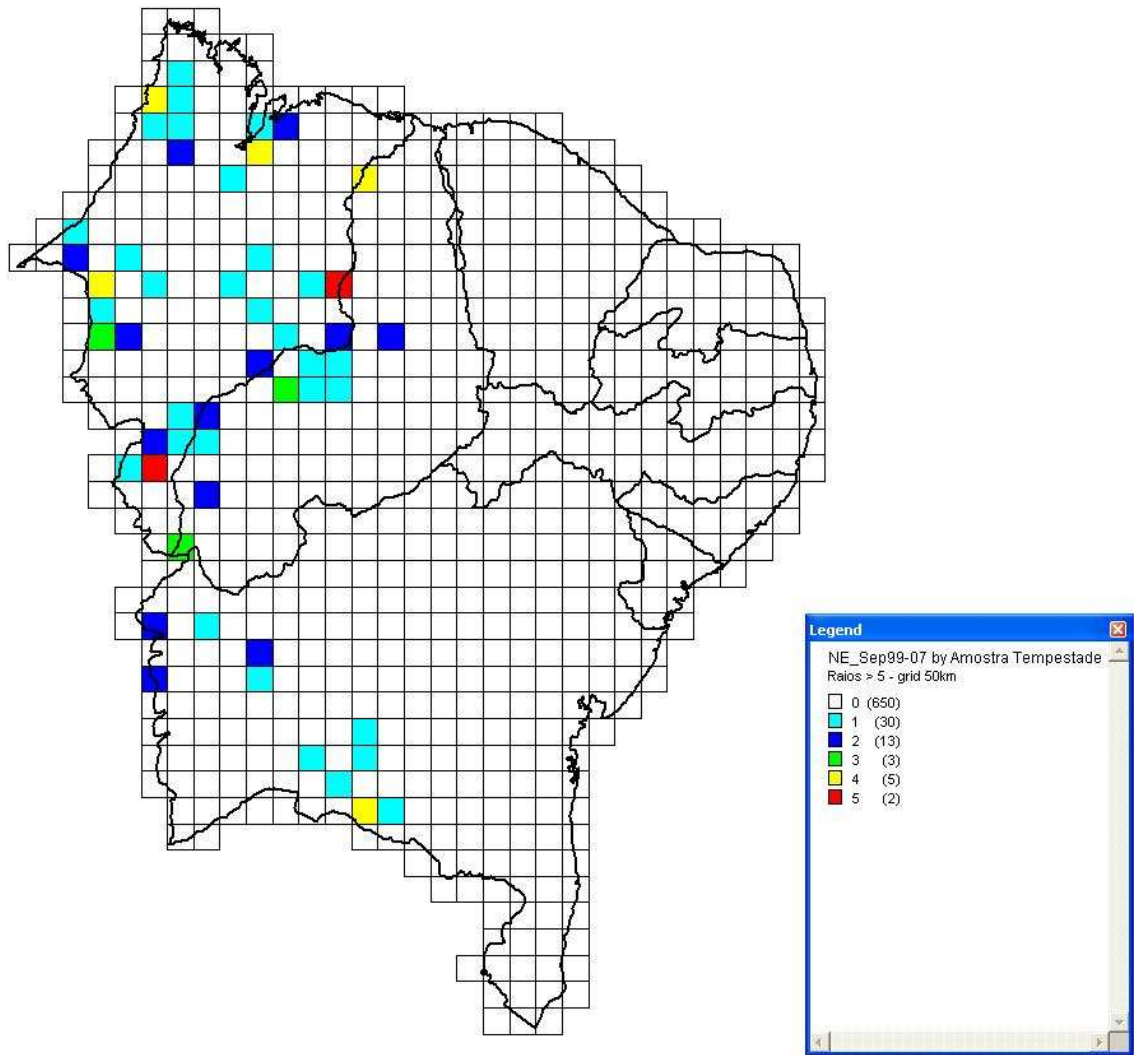 Legend
NE_Sep99-07 by Amostra Tempestade
Raios > 5 - grid 50km
0 (650)
1 (30)
2 (13)
3 (3)
4 (5)
5 (2)